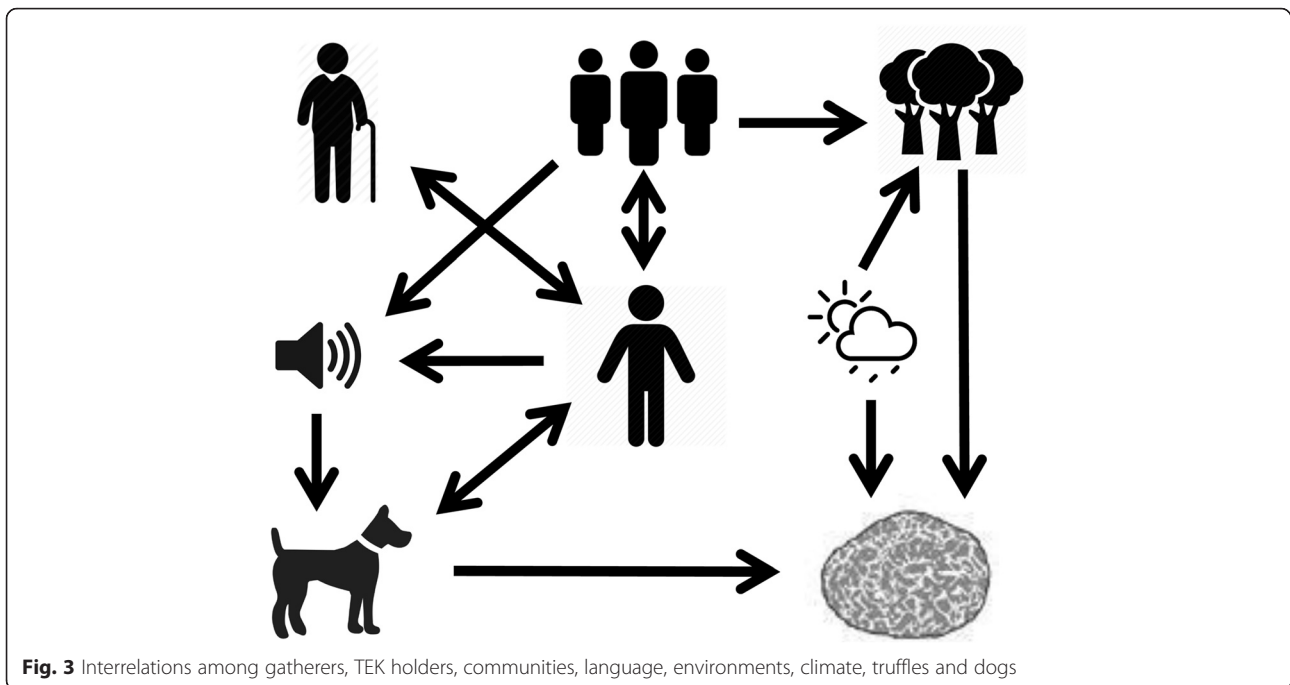 Fig. 3 Interrelations among gatherers, TEK holders, communities, language, environments, climate, truffles and dogs